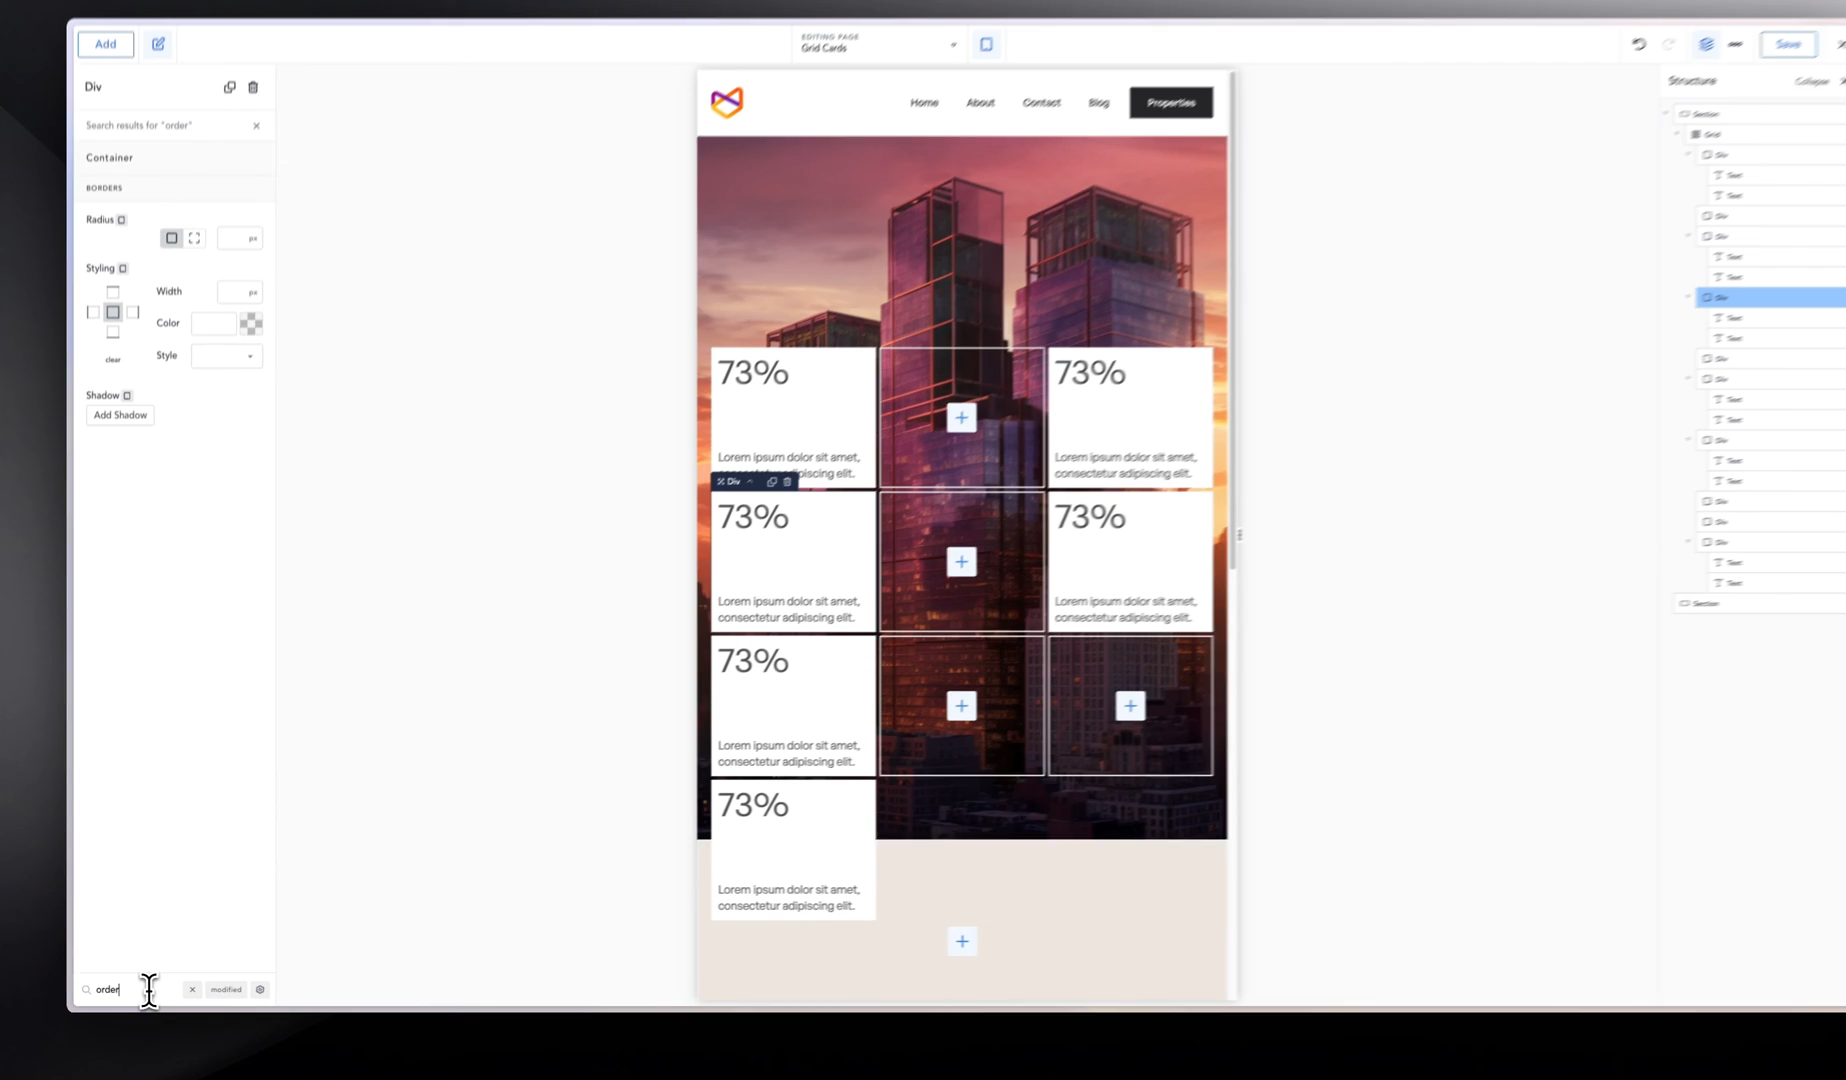 Add
EDITING PAGE
Grid Cards
Save
Div
Search results for "order"
Container
BORDERS
Radius
px
Styling
Width
px
Color
clear
Style
Shadow
Add Shadow
order
modified
Home
About
Contact
Blog
Properties
73%
Lorem ipsum dolor sit amet,
consectetur adipiscing elit.
73%
Lorem ipsum dolor sit amet,
consectetur adipiscing elit.
Div
73%
Lorem ipsum dolor sit amet,
consectetur adipiscing elit.
73%
Lorem ipsum dolor sit amet,
consectetur adipiscing elit.
73%
Lorem ipsum dolor sit amet,
consectetur adipiscing elit.
73%
Lorem ipsum dolor sit amet,
consectetur adipiscing elit.
Structure
Collapse
Section
Grid
Div
Text
Text
Div
Div
Text
Text
Div
Text
Text
Div
Div
Text
Text
Div
Text
Text
Div
Div
Div
Text
Text
Section